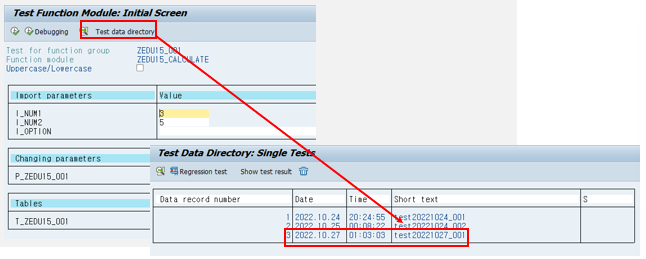 Test Function Module: Initial Screen
Debugging Test data directory
Test for function group ZEDU15_001
Function module ZEDU15_CALCULATE
Uppercase/Lowercase
Import parameters Value
I_NUM1 3
I_NUM2 5
I_OPTION
Changing parameters
P_ZEDU15_001
Tables
T_ZEDU15_001
Test Data Directory: Single Tests
Regression test Show test result
Data record number Date Time Short text S
1 2022.10.24 20:24:55 test20221024_001
2 2022.10.25 00:08:22 test20221024_002
3 2022.10.27 01:03:03 test20221027_001